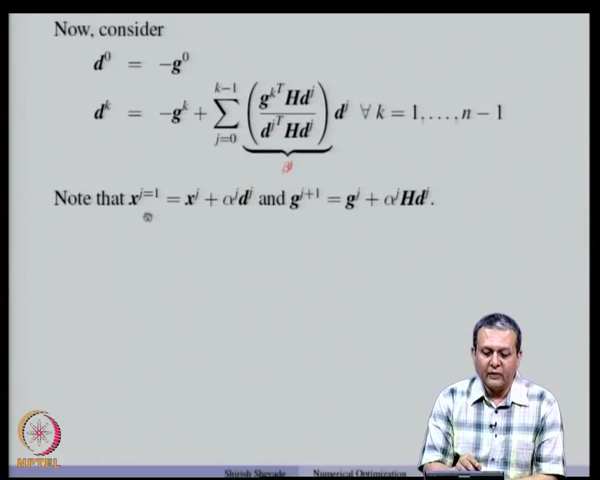 Now, consider
d⁰ = −g⁰
dᵏ = −gᵏ + ∑_{j=0}^{k−1} (gᵏᵀHdʲ / dʲᵀHdʲ) dʲ ∀ k = 1, . . . , n − 1
βʲ
Note that xʲ⁼¹ = xʲ + αʲdʲ and gʲ⁺¹ = gʲ + αʲHdʲ.
NPTEL
Shirish Shevade Numerical Optimization